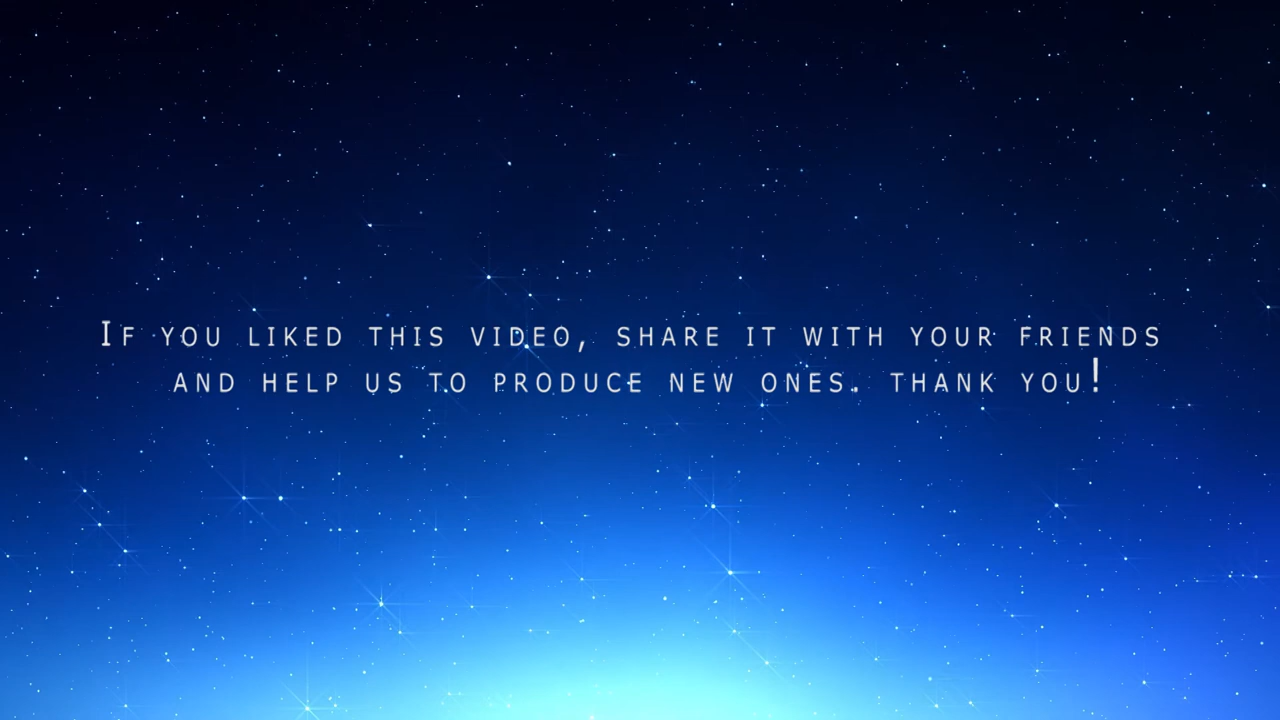 If you liked this video, share it with your friends
and help us to produce new ones. thank you!